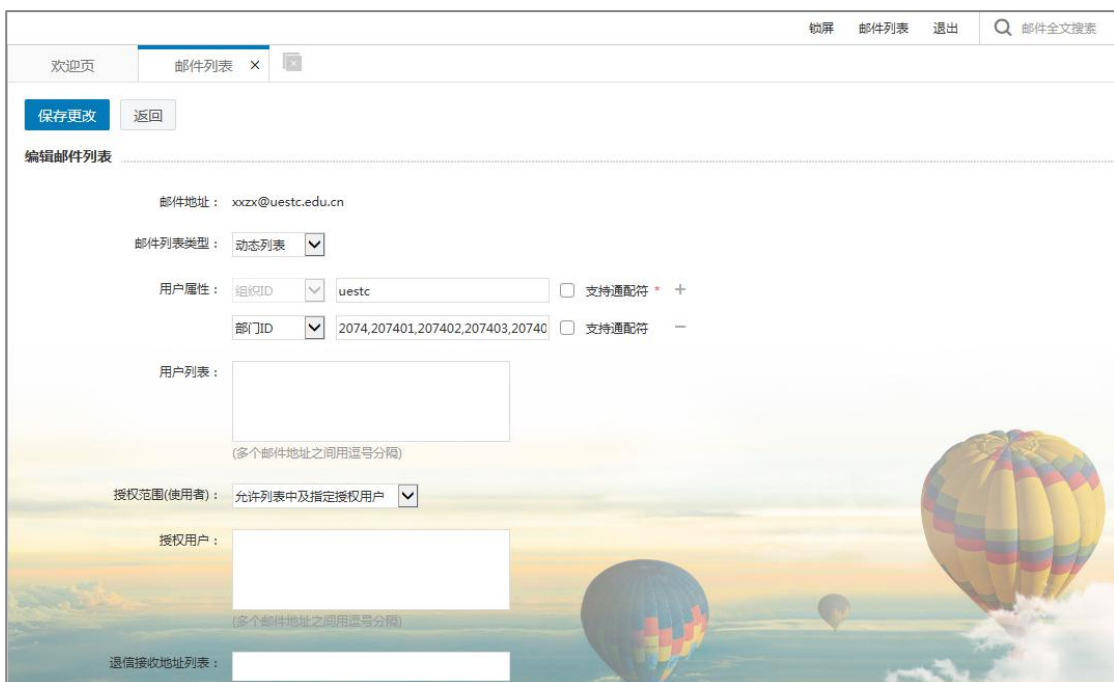 锁屏 邮件列表 退出 邮件全文搜索
欢迎页 邮件列表 ×
保存更改 返回
编辑邮件列表
邮件地址： xxzx@uestc.edu.cn
邮件列表类型： 动态列表
用户属性： 组织ID uestc 支持通配符 * +
部门ID 2074,207401,207402,207403,20740 支持通配符 −
用户列表：
(多个邮件地址之间用逗号分隔)
授权范围(使用者)： 允许列表中及指定授权用户
授权用户：
(多个邮件地址之间用逗号分隔)
退信接收地址列表：